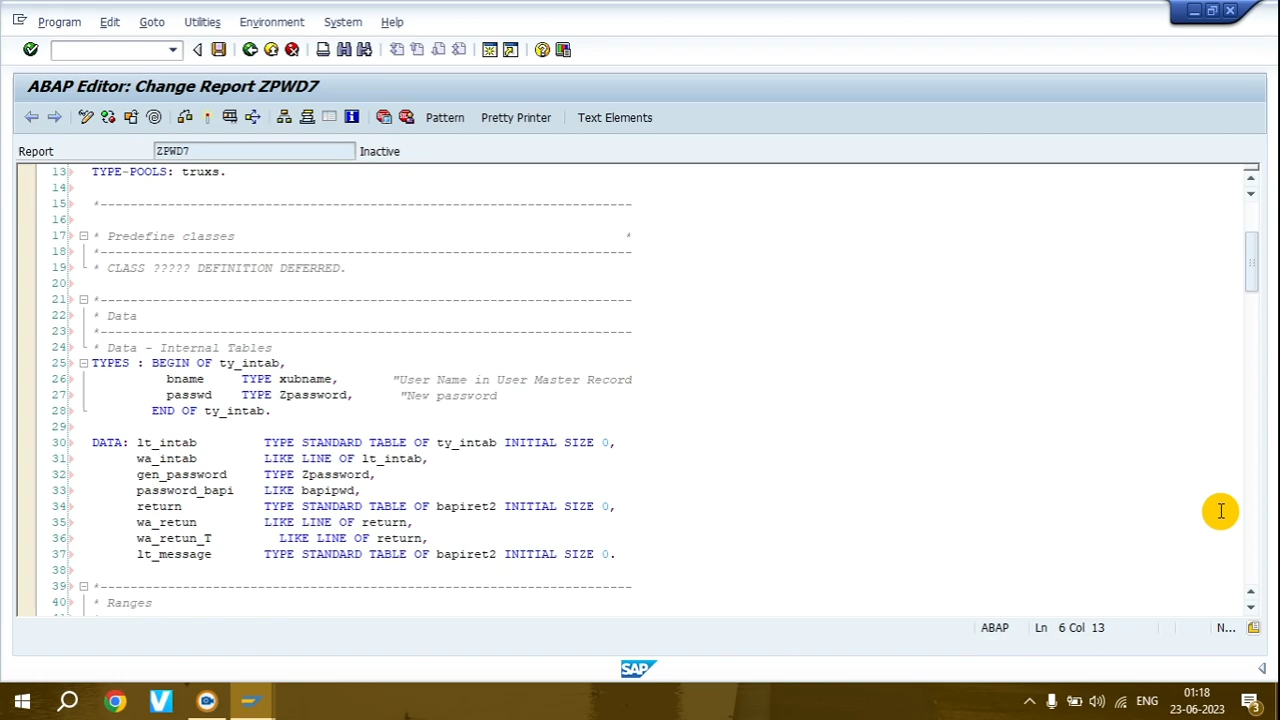 Program Edit Goto Utilities Environment System Help
ABAP Editor: Change Report ZPWD7
Pattern Pretty Printer Text Elements
Report ZPWD7 Inactive
13 TYPE-POOLS: truxs.
14
15 *-----------------------------------------------------------------------
16
17 * Predefine classes *
18 *-----------------------------------------------------------------------
19 * CLASS ????? DEFINITION DEFERRED.
20
21 *-----------------------------------------------------------------------
22 * Data
23 *-----------------------------------------------------------------------
24 * Data - Internal Tables
25 TYPES : BEGIN OF ty_intab,
26 bname TYPE xubname, "User Name in User Master Record
27 passwd TYPE Zpassword, "New password
28 END OF ty_intab.
29
30 DATA: lt_intab TYPE STANDARD TABLE OF ty_intab INITIAL SIZE 0,
31 wa_intab LIKE LINE OF lt_intab,
32 gen_password TYPE Zpassword,
33 password_bapi LIKE bapipwd,
34 return TYPE STANDARD TABLE OF bapiret2 INITIAL SIZE 0,
35 wa_retun LIKE LINE OF return,
36 wa_retun_T LIKE LINE OF return,
37 lt_message TYPE STANDARD TABLE OF bapiret2 INITIAL SIZE 0.
38
39 *-----------------------------------------------------------------------
40 * Ranges
ABAP Ln 6 Col 13 N...
SAP
ENG 01:18
23-06-2023 3